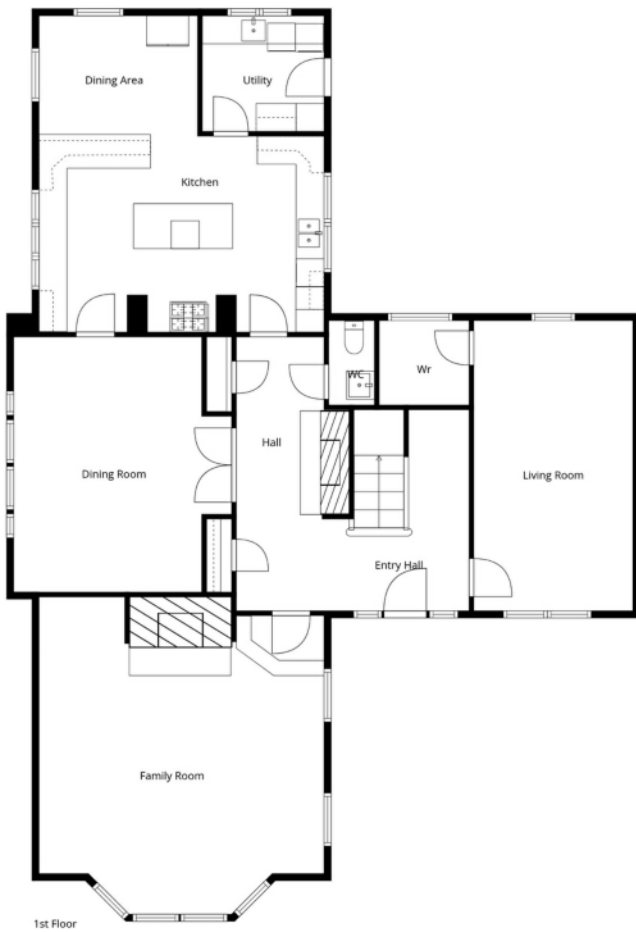 Dining Area
Utility
Kitchen
WC
Wr
Hall
Dining Room
Living Room
Entry Hall
Family Room
1st Floor